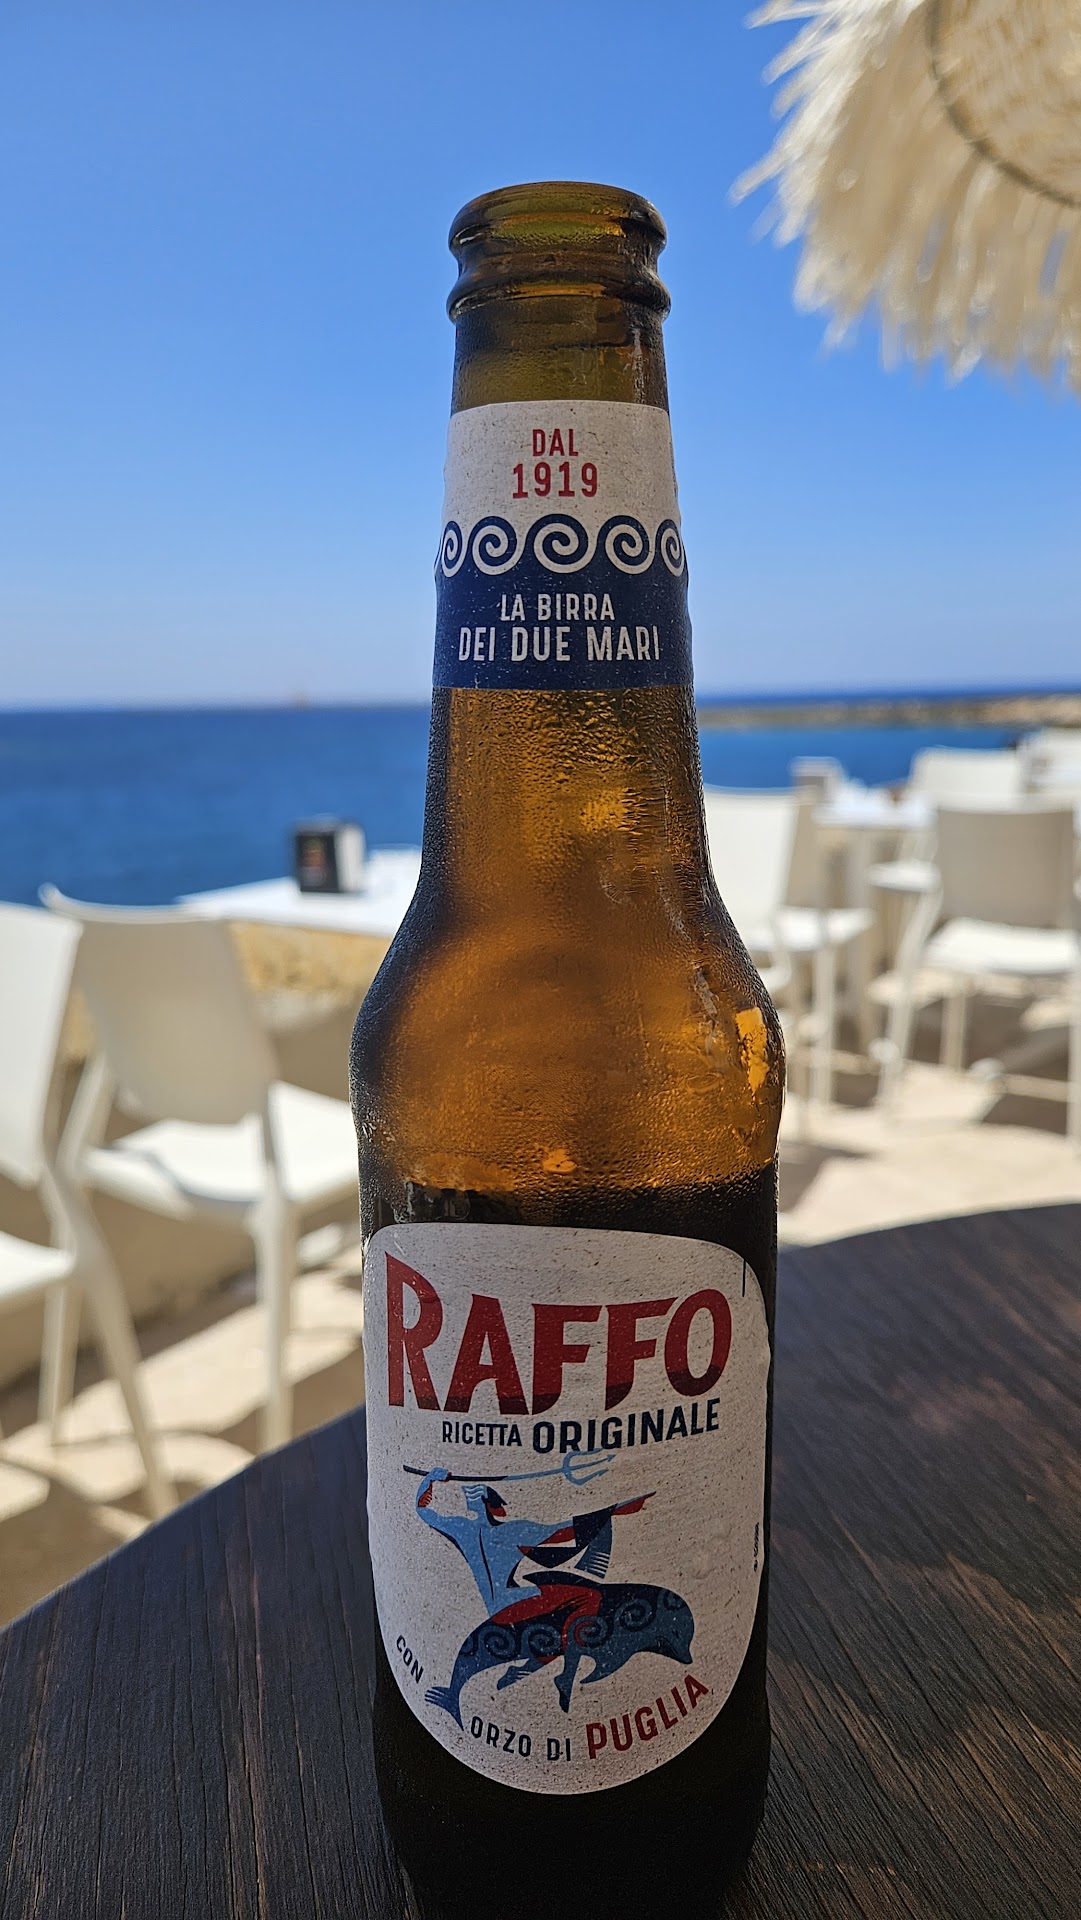 DAL
1919
LA BIRRA
DEI DUE MARI
RAFFO
RICETTA ORIGINALE
CON ORZO DI PUGLIA